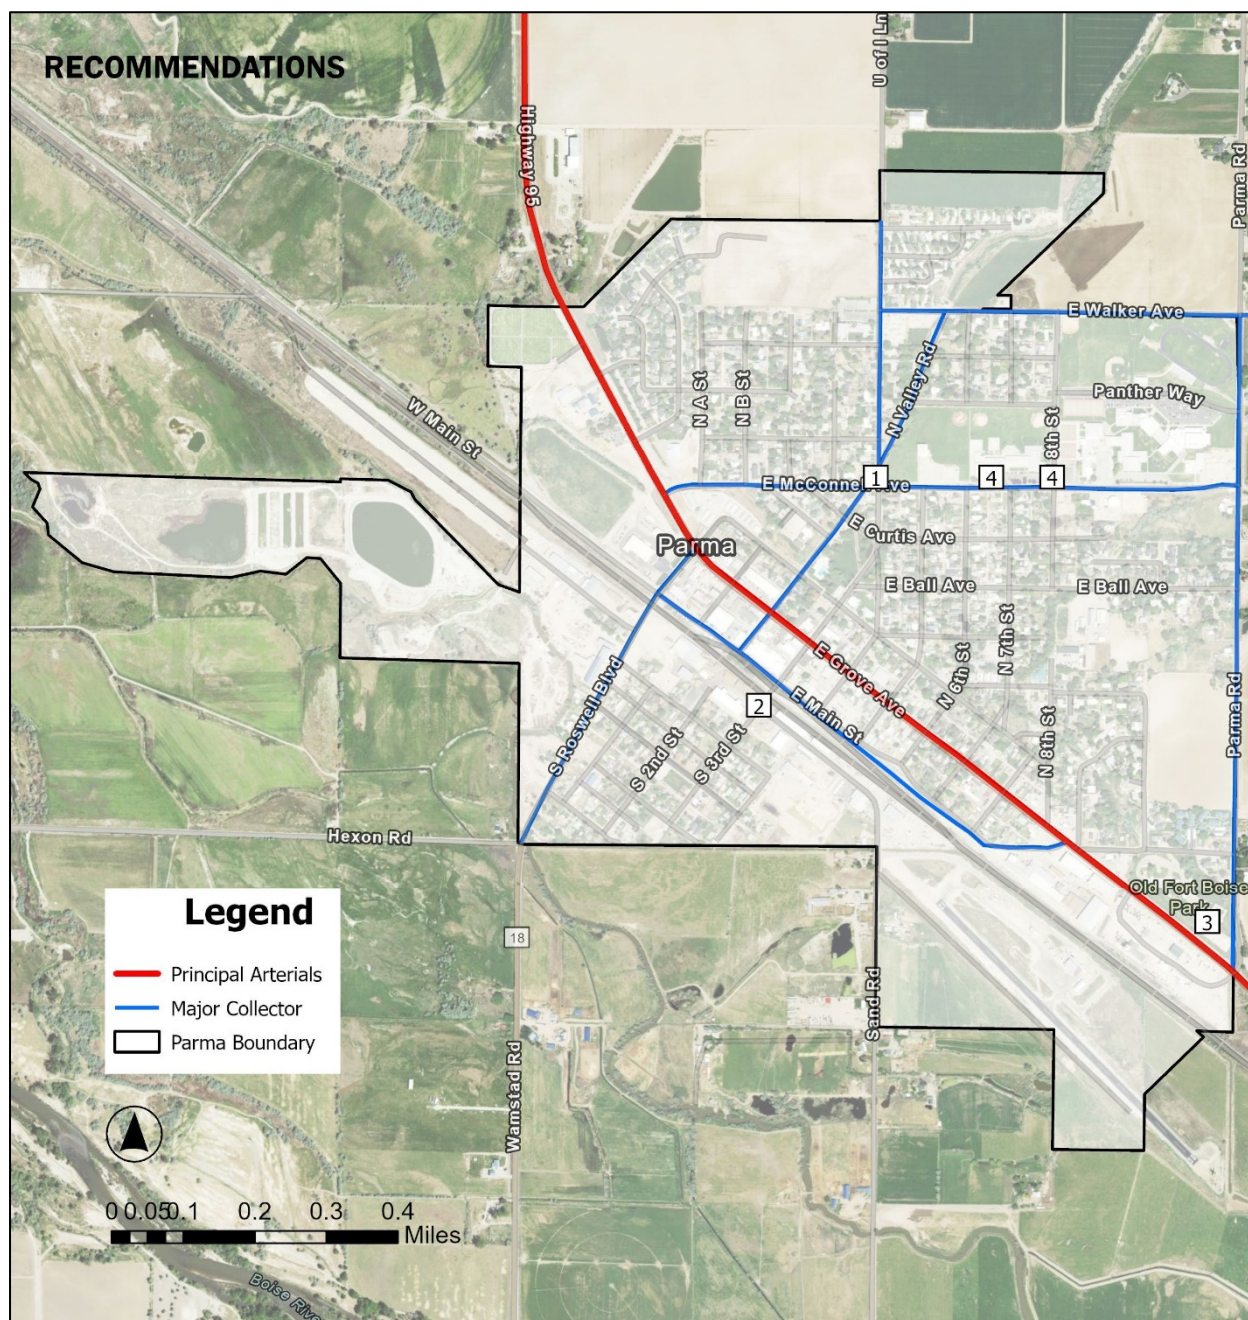 RECOMMENDATIONS
U of I Ln
Highway 95
Parma Rd
E Walker Ave
N Valley Rd
Panther Way
N A St
N B St
8th St
W Main St
1
4
4
E McConnell Ave
E Curtis Ave
Parma
E Ball Ave
E Ball Ave
N 7th St
N 6th St
E Grove Ave
E Main St
2
S Roswell Blvd
S 2nd St
S 3rd St
N 8th St
Parma Rd
Hexon Rd
Old Fort Boise
Park
3
Legend
Principal Arterials
Major Collector
Parma Boundary
18
Sand Rd
Wamstad Rd
0 0.05 0.1 0.2 0.3 0.4
Miles
Boise Rive